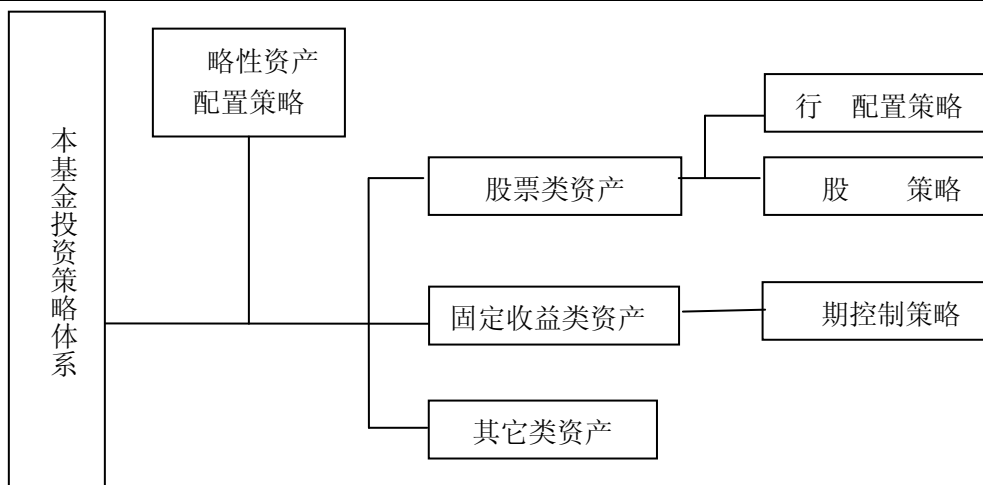 本基金投资策略体系
略性资产
配置策略
股票类资产
行 配置策略
股 策略
固定收益类资产
期控制策略
其它类资产